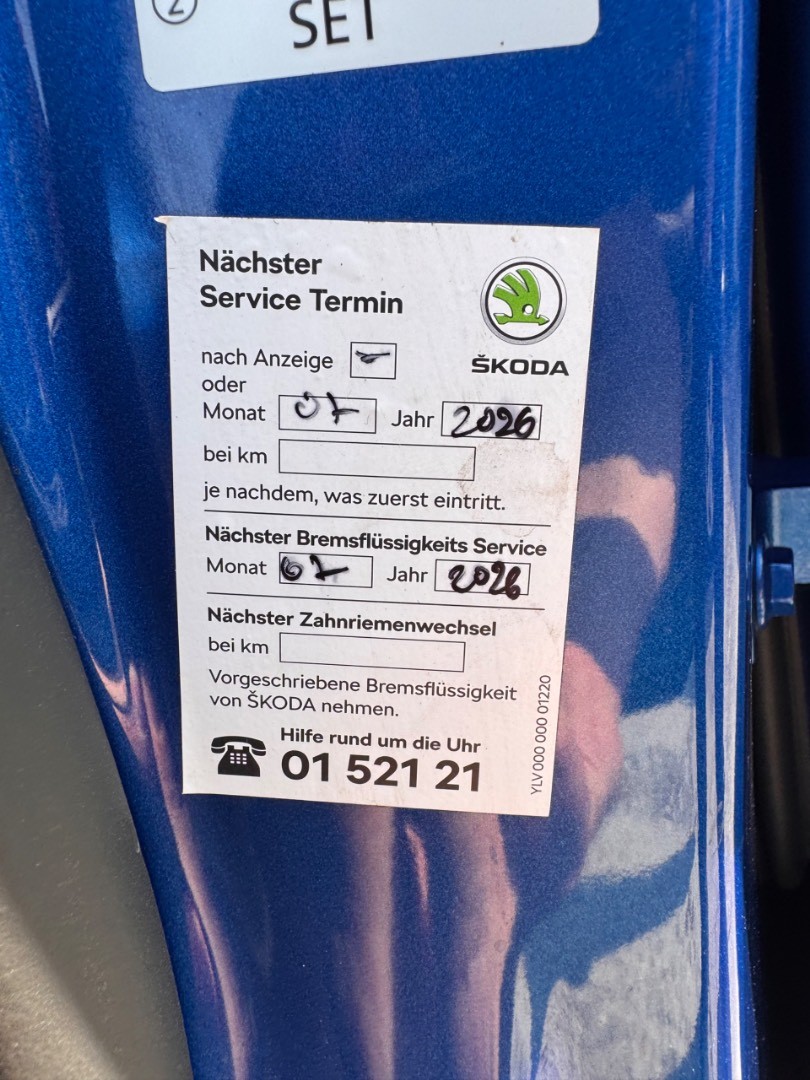 2
SET
Nächster
Service Termin
ŠKODA
nach Anzeige
oder
Monat 07 Jahr 2026
bei km
je nachdem, was zuerst eintritt.
Nächster Bremsflüssigkeits Service
Monat 07 Jahr 2026
Nächster Zahnriemenwechsel
bei km
Vorgeschriebene Bremsflüssigkeit
von ŠKODA nehmen.
Hilfe rund um die Uhr
01 521 21
YLV 000 000 01220